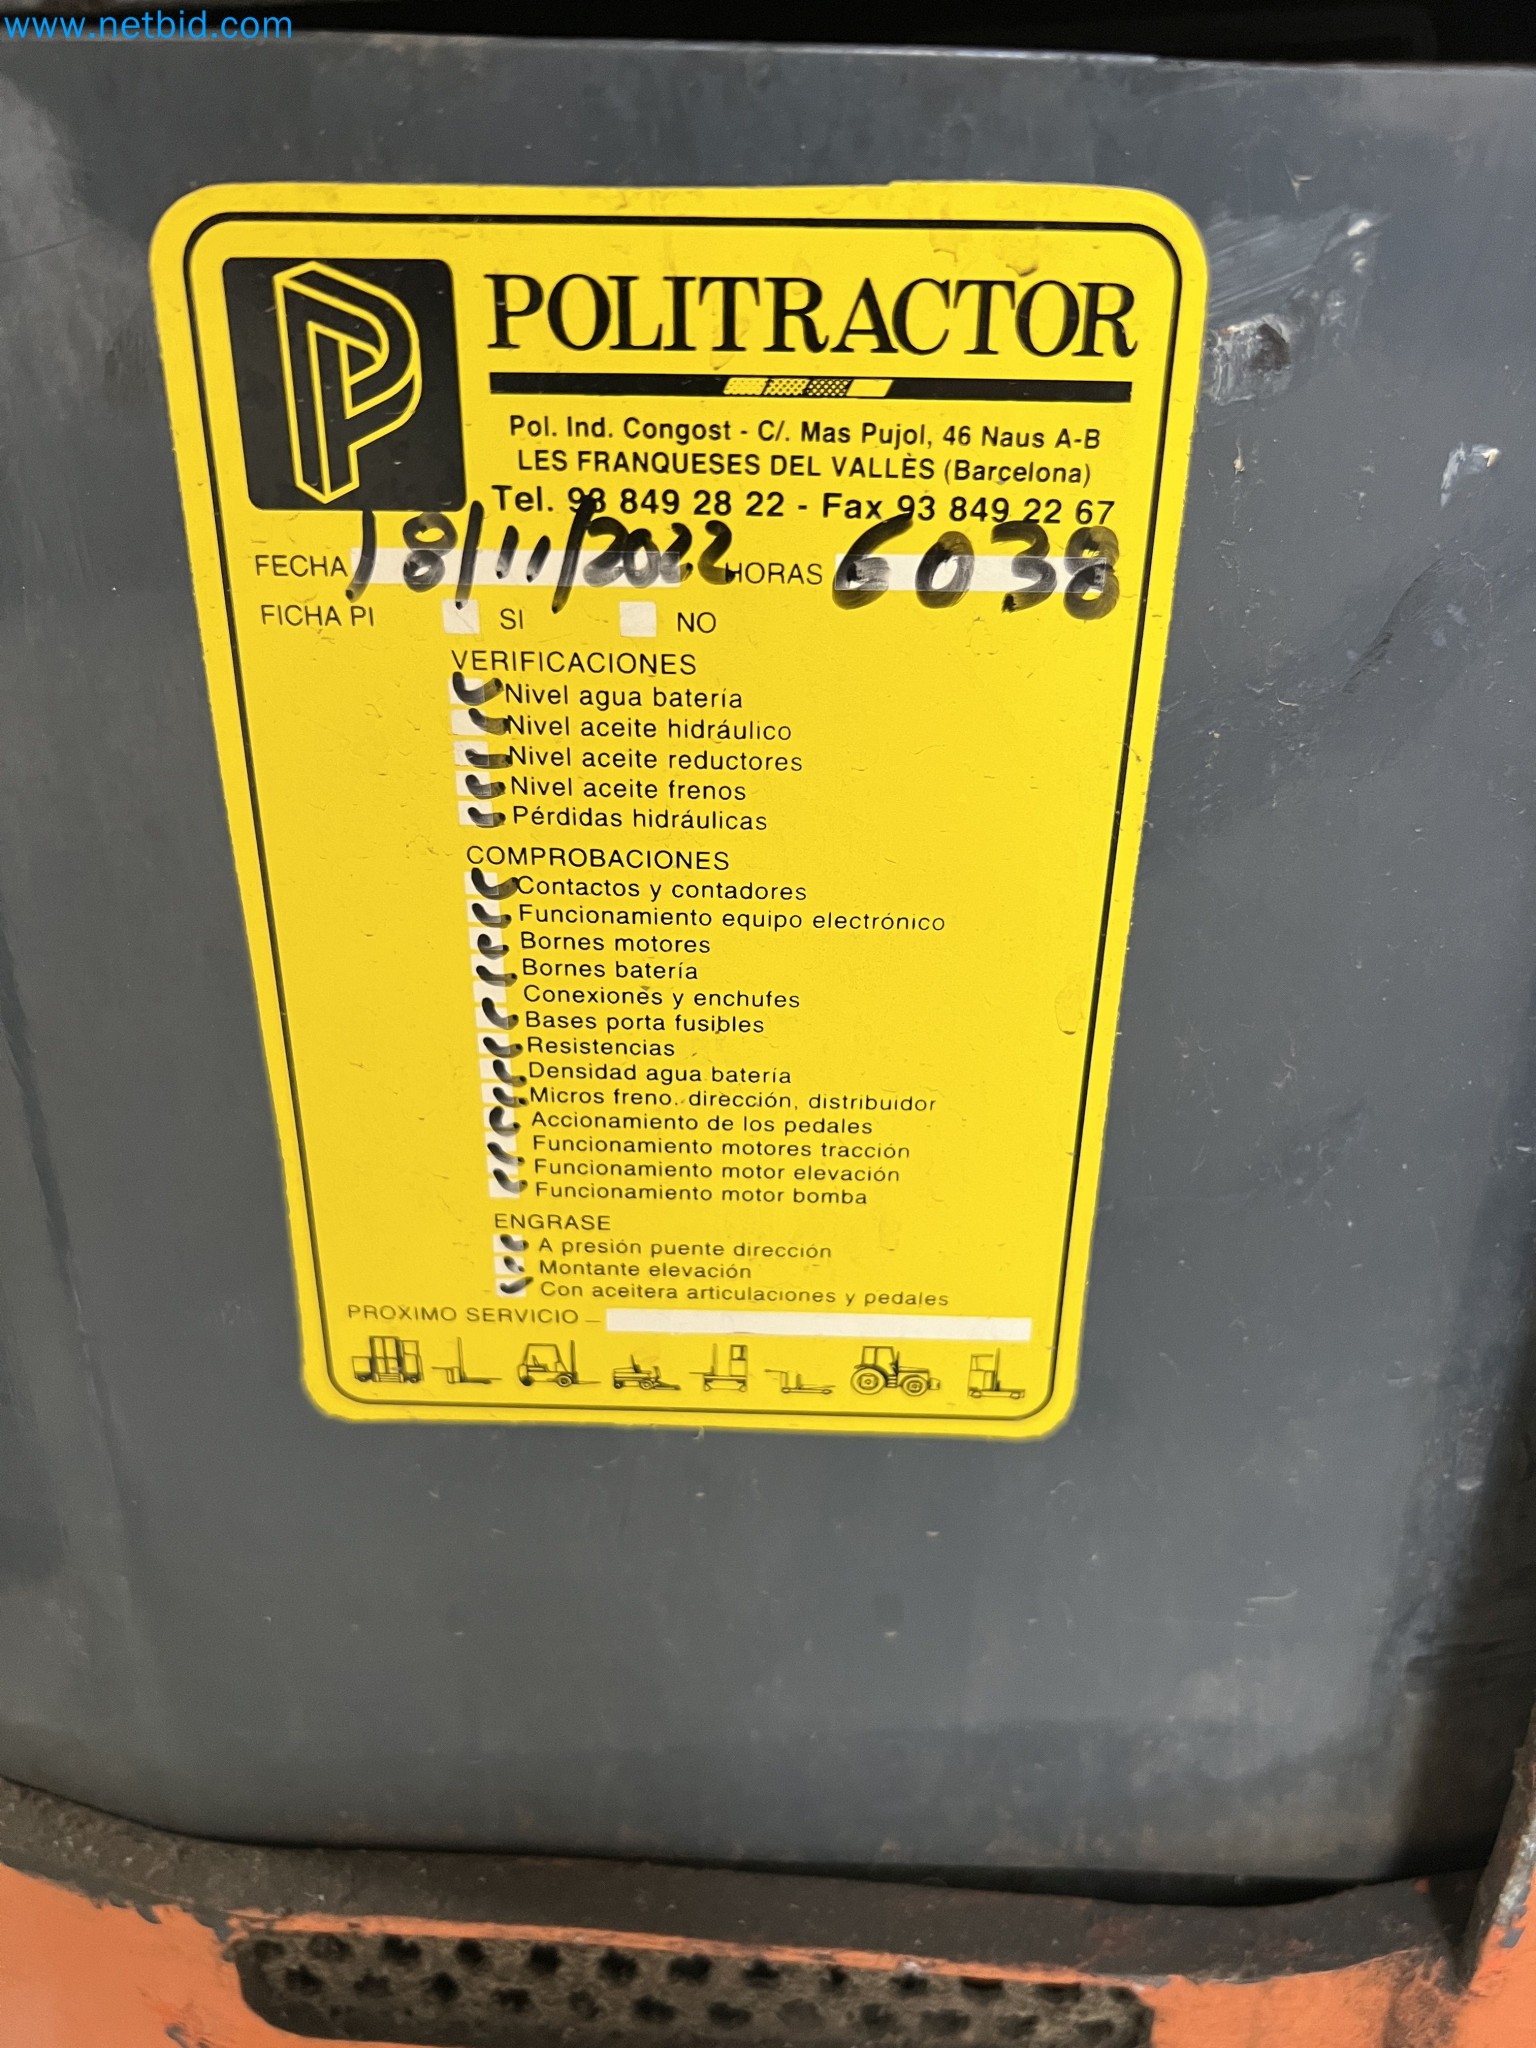 www.netbid.com
P
POLITRACTOR
Pol. Ind. Congost - C/. Mas Pujol, 46 Naus A-B
LES FRANQUESES DEL VALLÈS (Barcelona)
Tel. 93 849 28 22 - Fax 93 849 22 67
FECHA 18/11/2022 HORAS 6038
FICHA PI SI NO
VERIFICACIONES
Nivel agua batería
Nivel aceite hidráulico
Nivel aceite reductores
Nivel aceite frenos
Pérdidas hidráulicas
COMPROBACIONES
Contactos y contadores
Funcionamiento equipo electrónico
Bornes motores
Bornes batería
Conexiones y enchufes
Bases porta fusibles
Resistencias
Densidad agua batería
Micros freno. dirección, distribuidor
Accionamiento de los pedales
Funcionamiento motores tracción
Funcionamiento motor elevación
Funcionamiento motor bomba
ENGRASE
A presión puente dirección
Montante elevación
Con aceitera articulaciones y pedales
PROXIMO SERVICIO